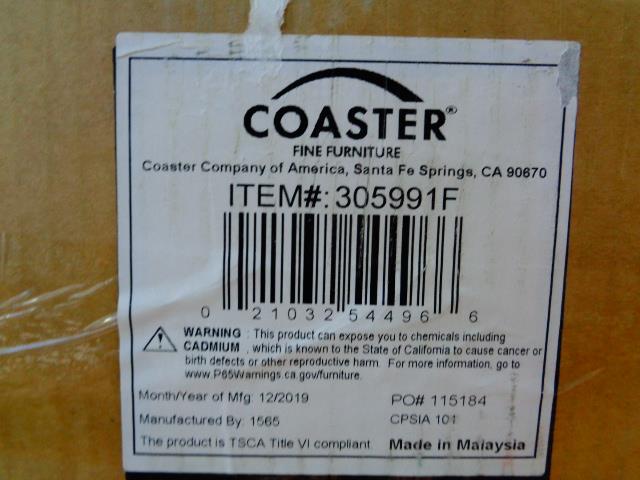 COASTER®
FINE FURNITURE
Coaster Company of America, Santa Fe Springs, CA 90670
ITEM#: 305991F
0 21032 54496 6
WARNING : This product can expose you to chemicals including
CADMIUM , which is known to the State of California to cause cancer or
birth defects or other reproductive harm. For more information, go to
www.P65Warnings.ca.gov/furniture.
Month/Year of Mfg: 12/2019 PO# 115184
Manufactured By: 1565 CPSIA 101
The product is TSCA Title VI compliant. Made in Malaysia